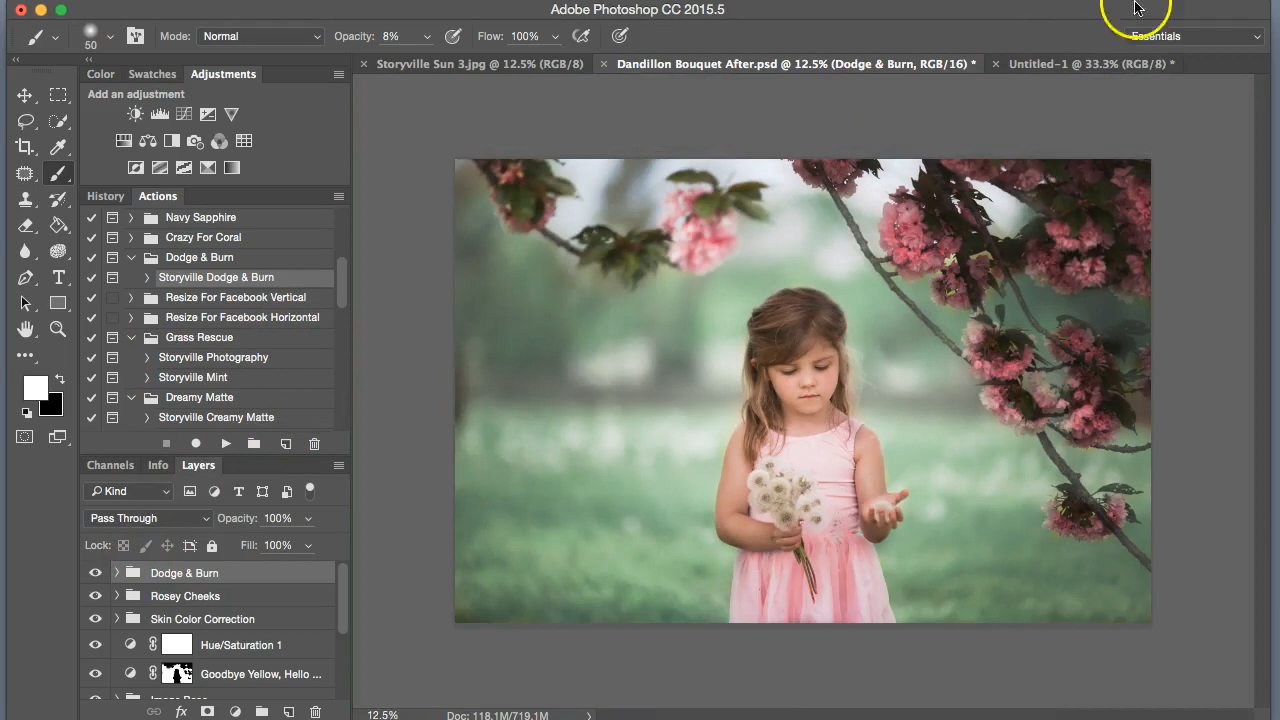 Adobe Photoshop CC 2015.5
50
Mode: Normal
Opacity: 8%
Flow: 100%
Essentials
Storyville Sun 3.jpg @ 12.5% (RGB/8)
Dandillon Bouquet After.psd @ 12.5% (Dodge & Burn, RGB/16) *
Untitled-1 @ 33.3% (RGB/8) *
Color
Swatches
Adjustments
Add an adjustment
History
Actions
Navy Sapphire
Crazy For Coral
Dodge & Burn
Storyville Dodge & Burn
Resize For Facebook Vertical
Resize For Facebook Horizontal
Grass Rescue
Storyville Photography
Storyville Mint
Dreamy Matte
Storyville Creamy Matte
Channels
Info
Layers
Kind
Pass Through
Opacity: 100%
Lock:
Fill: 100%
Dodge & Burn
Rosey Cheeks
Skin Color Correction
Hue/Saturation 1
Goodbye Yellow, Hello ...
fx
12.5%
Doc: 118.1M/719.1M